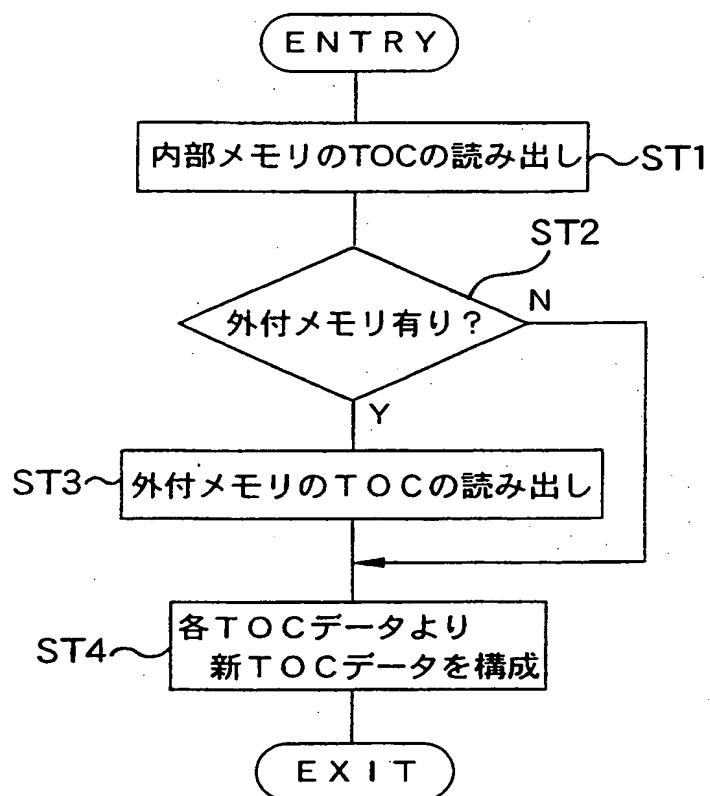 ENTRY
内部メモリのTOCの読み出し
ST1
ST2
外付メモリ有り？
N
Y
ST3
外付メモリのTOCの読み出し
各TOCデータより
ST4
新TOCデータを構成
EXIT